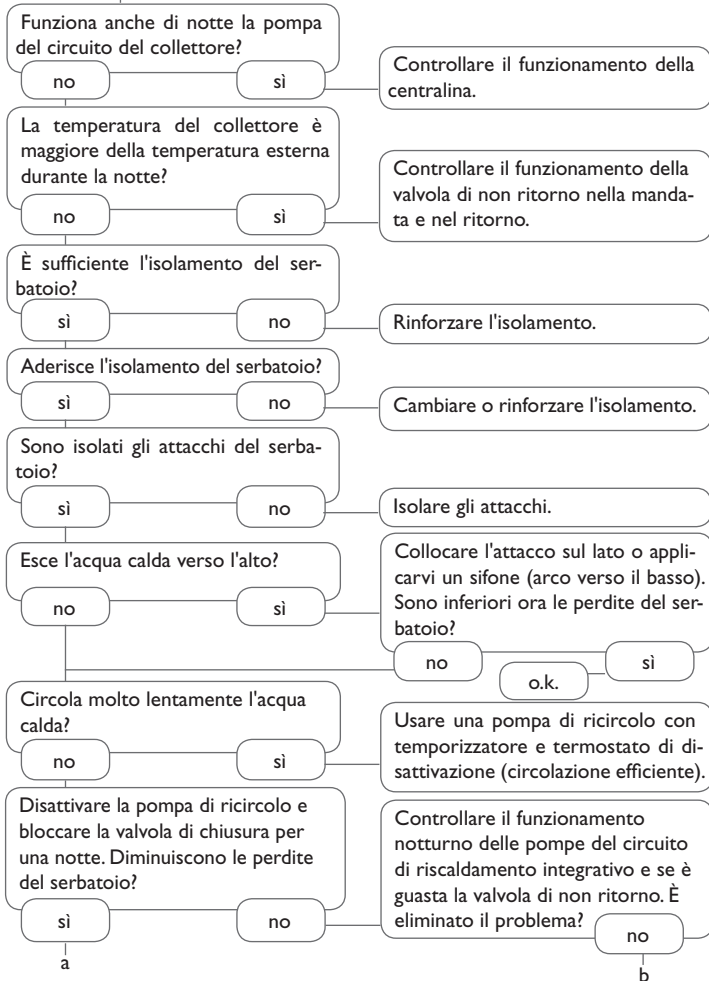 Funziona anche di notte la pompa
del circuito del collettore?
no
sì
Controllare il funzionamento della
centralina.
La temperatura del collettore è
maggiore della temperatura esterna
durante la notte?
no
sì
Controllare il funzionamento della
valvola di non ritorno nella manda-
ta e nel ritorno.
È sufficiente l'isolamento del ser-
batoio?
sì
no
Rinforzare l'isolamento.
Aderisce l'isolamento del serbatoio?
sì
no
Cambiare o rinforzare l'isolamento.
Sono isolati gli attacchi del serba-
toio?
sì
no
Isolare gli attacchi.
Esce l'acqua calda verso l'alto?
no
sì
Collocare l'attacco sul lato o appli-
carvi un sifone (arco verso il basso).
Sono inferiori ora le perdite del ser-
batoio?
no
sì
o.k.
Circola molto lentamente l'acqua
calda?
no
sì
Usare una pompa di ricircolo con
temporizzatore e termostato di di-
sattivazione (circolazione efficiente).
Disattivare la pompa di ricircolo e
bloccare la valvola di chiusura per
una notte. Diminuiscono le perdite
del serbatoio?
sì
no
a
Controllare il funzionamento
notturno delle pompe del circuito
di riscaldamento integrativo e se è
guasta la valvola di non ritorno. È
eliminato il problema?
no
b